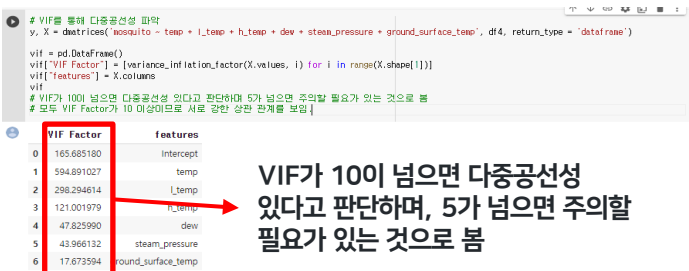 # VIF를 통해 다중공선성 파악
y, X = dmatrices('mosquito ~ temp + l_temp + h_temp + dew + steam_pressure + ground_surface_temp', df4, return_type = 'dataframe')
vif = pd.DataFrame()
vif["VIF Factor"] = [variance_inflation_factor(X.values, i) for i in range(X.shape[1])]
vif["features"] = X.columns
vif
# VIF가 10이 넘으면 다중공선성 있다고 판단하며 5가 넘으면 주의할 필요가 있는 것으로 봄
# 모두 VIF Factor가 10 이상이므로 서로 강한 상관 관계를 보임.
VIF Factor features
0 165.685180 Intercept
1 594.891027 temp
2 298.294614 l_temp
3 121.001979 h_temp
4 47.825990 dew
5 43.966132 steam_pressure
6 17.673594 ground_surface_temp
VIF가 10이 넘으면 다중공선성
있다고 판단하며, 5가 넘으면 주의할
필요가 있는 것으로 봄